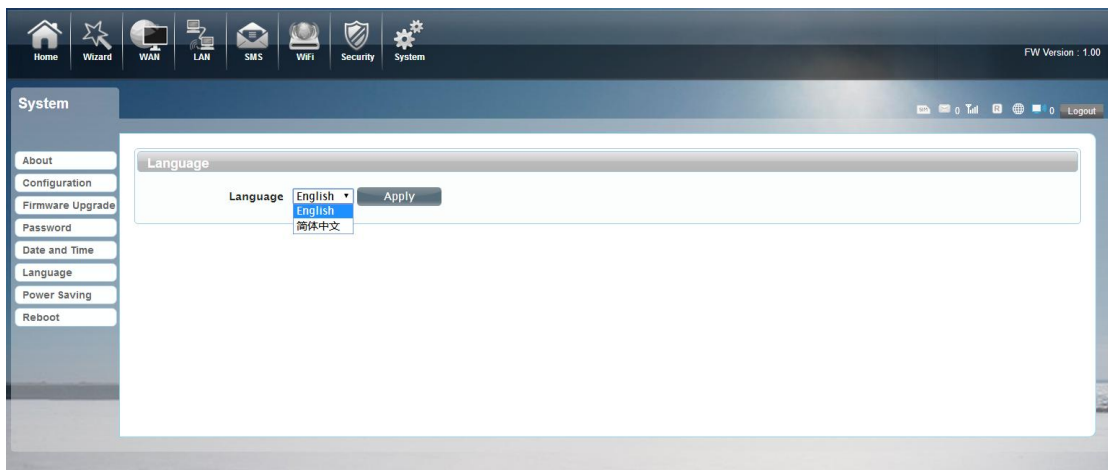 Home Wizard WAN LAN SMS WiFi Security System
FW Version : 1.00
System
0 R 0 Logout
About
Configuration
Firmware Upgrade
Password
Date and Time
Language
Power Saving
Reboot
Language
Language English Apply
English
简体中文